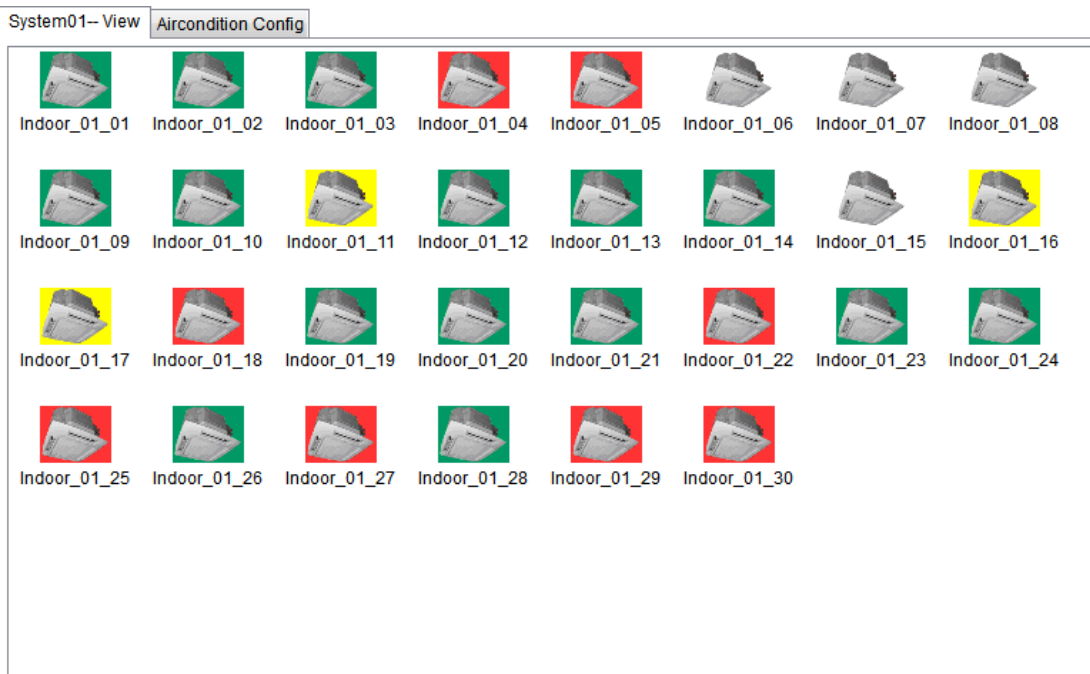 System01-- View Aircondition Config
Indoor_01_01 Indoor_01_02 Indoor_01_03 Indoor_01_04 Indoor_01_05 Indoor_01_06 Indoor_01_07 Indoor_01_08
Indoor_01_09 Indoor_01_10 Indoor_01_11 Indoor_01_12 Indoor_01_13 Indoor_01_14 Indoor_01_15 Indoor_01_16
Indoor_01_17 Indoor_01_18 Indoor_01_19 Indoor_01_20 Indoor_01_21 Indoor_01_22 Indoor_01_23 Indoor_01_24
Indoor_01_25 Indoor_01_26 Indoor_01_27 Indoor_01_28 Indoor_01_29 Indoor_01_30